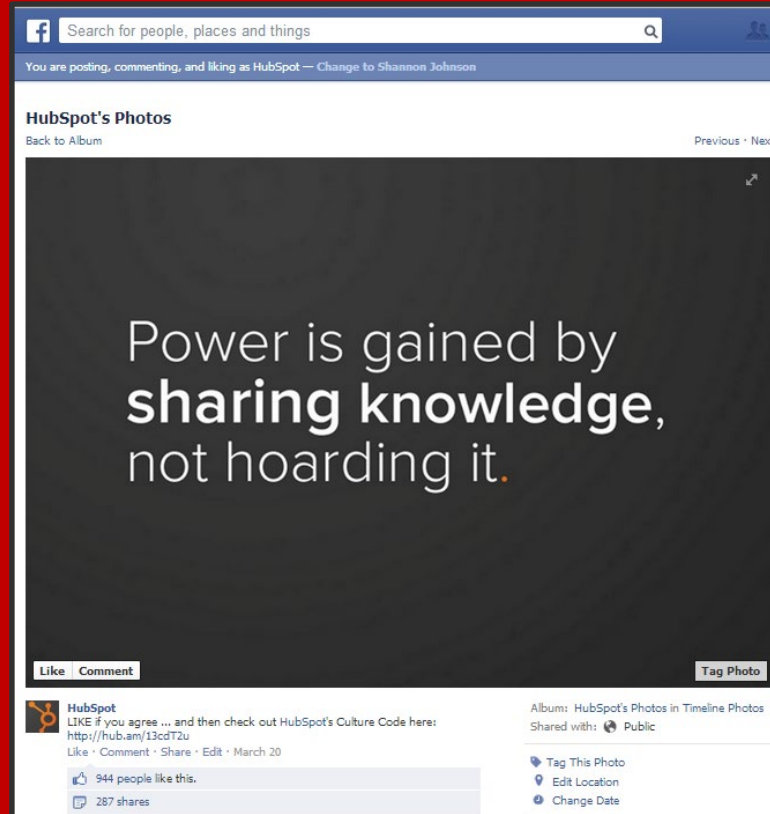 Search for people, places and things
You are posting, commenting, and liking as HubSpot — Change to Shannon Johnson
HubSpot's Photos
Back to Album
Previous · Nex
Power is gained by
sharing knowledge,
not hoarding it.
Like Comment
Tag Photo
HubSpot
LIKE if you agree ... and then check out HubSpot's Culture Code here:
http://hub.am/13cdT2u
Like · Comment · Share · Edit · March 20
944 people like this.
287 shares
Album: HubSpot's Photos in Timeline Photos
Shared with: Public
Tag This Photo
Edit Location
Change Date